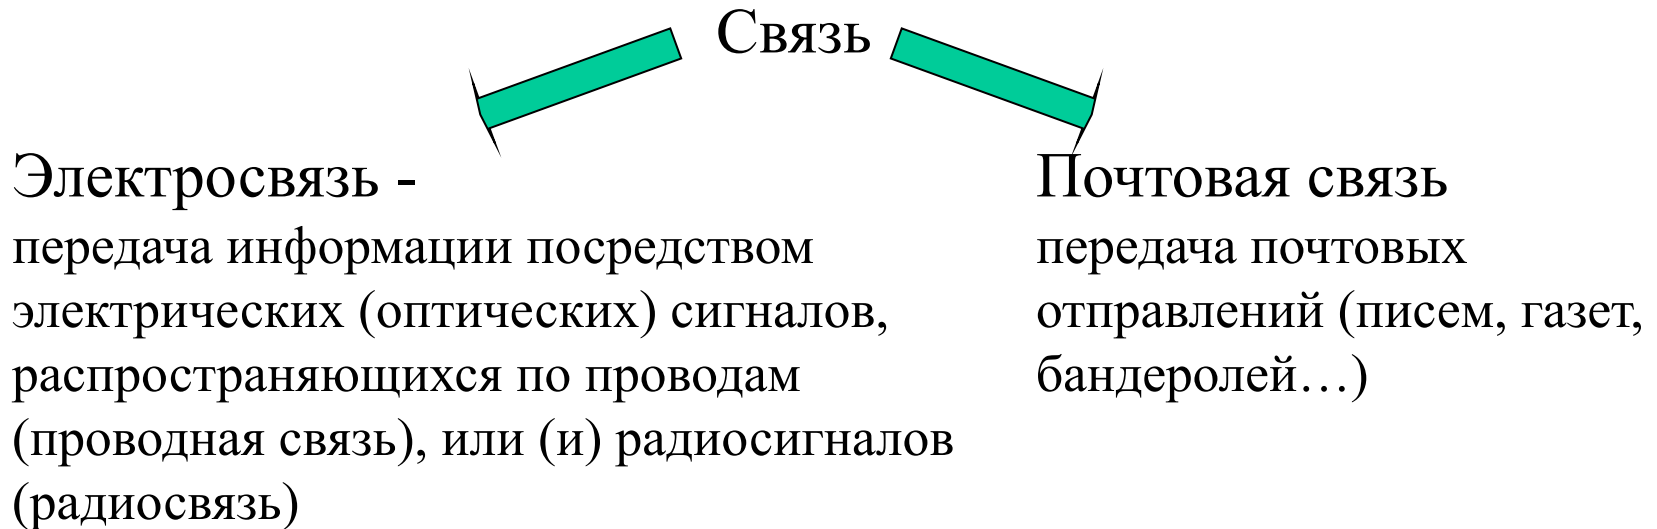 Связь
Электросвязь -
передача информации посредством
электрических (оптических) сигналов,
распространяющихся по проводам
(проводная связь), или (и) радиосигналов
(радиосвязь)
Почтовая связь
передача почтовых
отправлений (писем, газет,
бандеролей…)